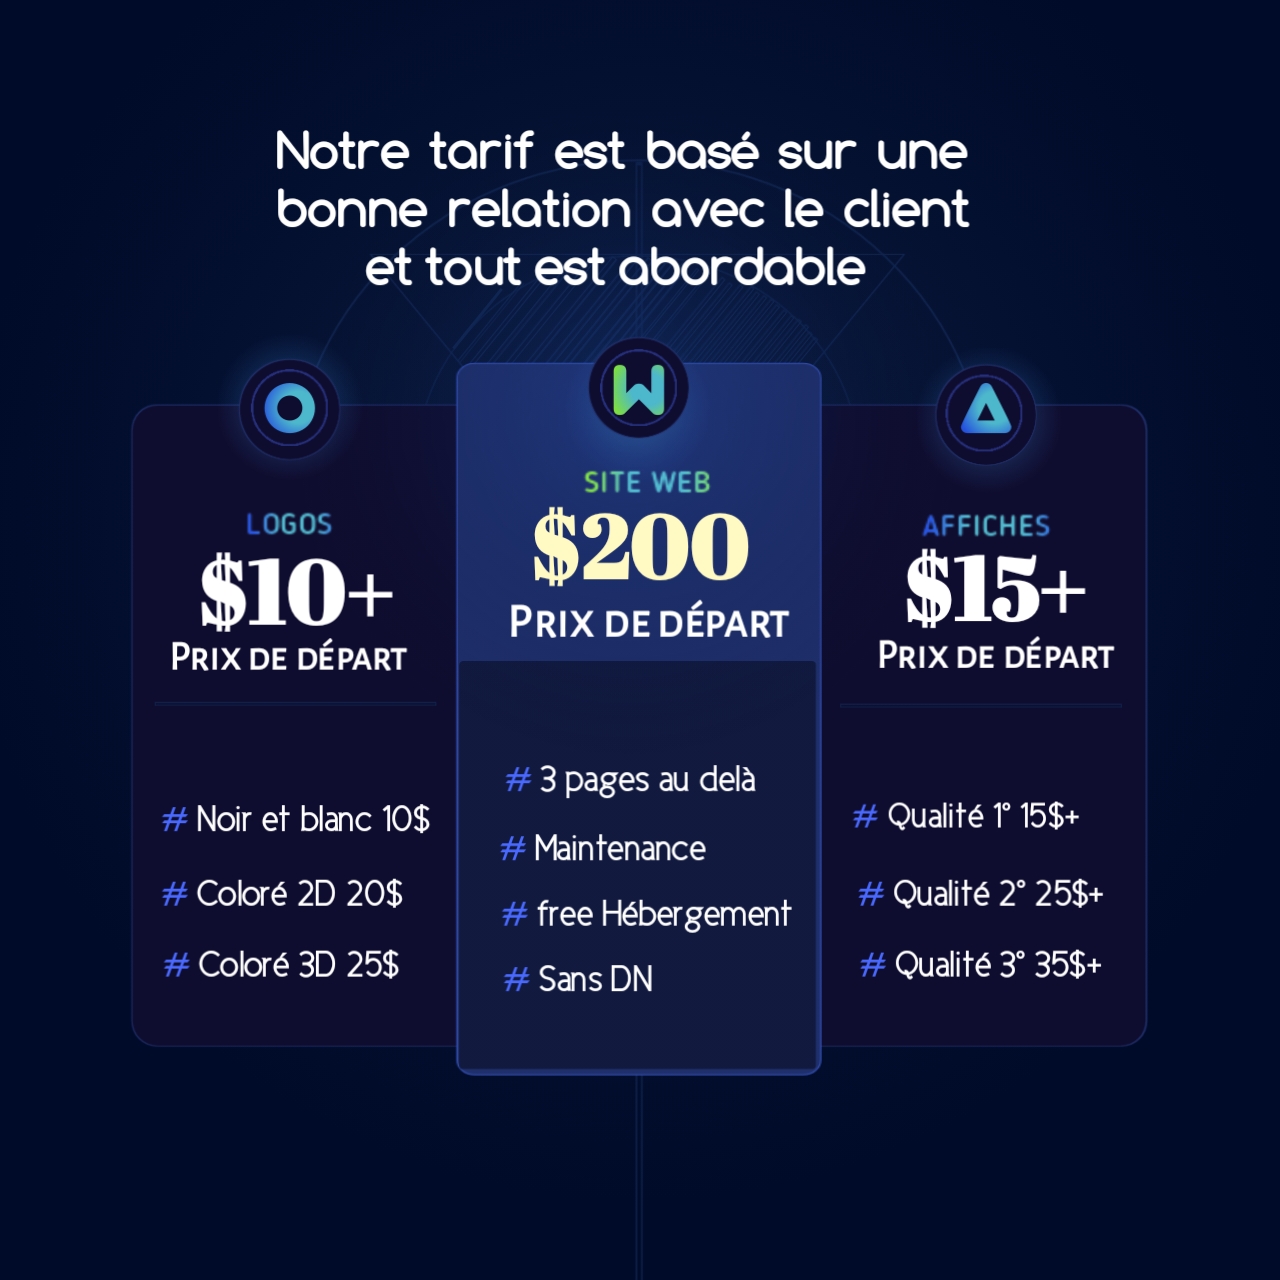 Notre tarif est basé sur une
bonne relation avec le client
et tout est abordable
LOGOS
$10+
PRIX DE DÉPART
# Noir et blanc 10$
# Coloré 2D 20$
# Coloré 3D 25$
W
SITE WEB
$200
PRIX DE DÉPART
# 3 pages au delà
# Maintenance
# free Hébergement
# Sans DN
AFFICHES
$15+
PRIX DE DÉPART
# Qualité 1° 15$+
# Qualité 2° 25$+
# Qualité 3° 35$+